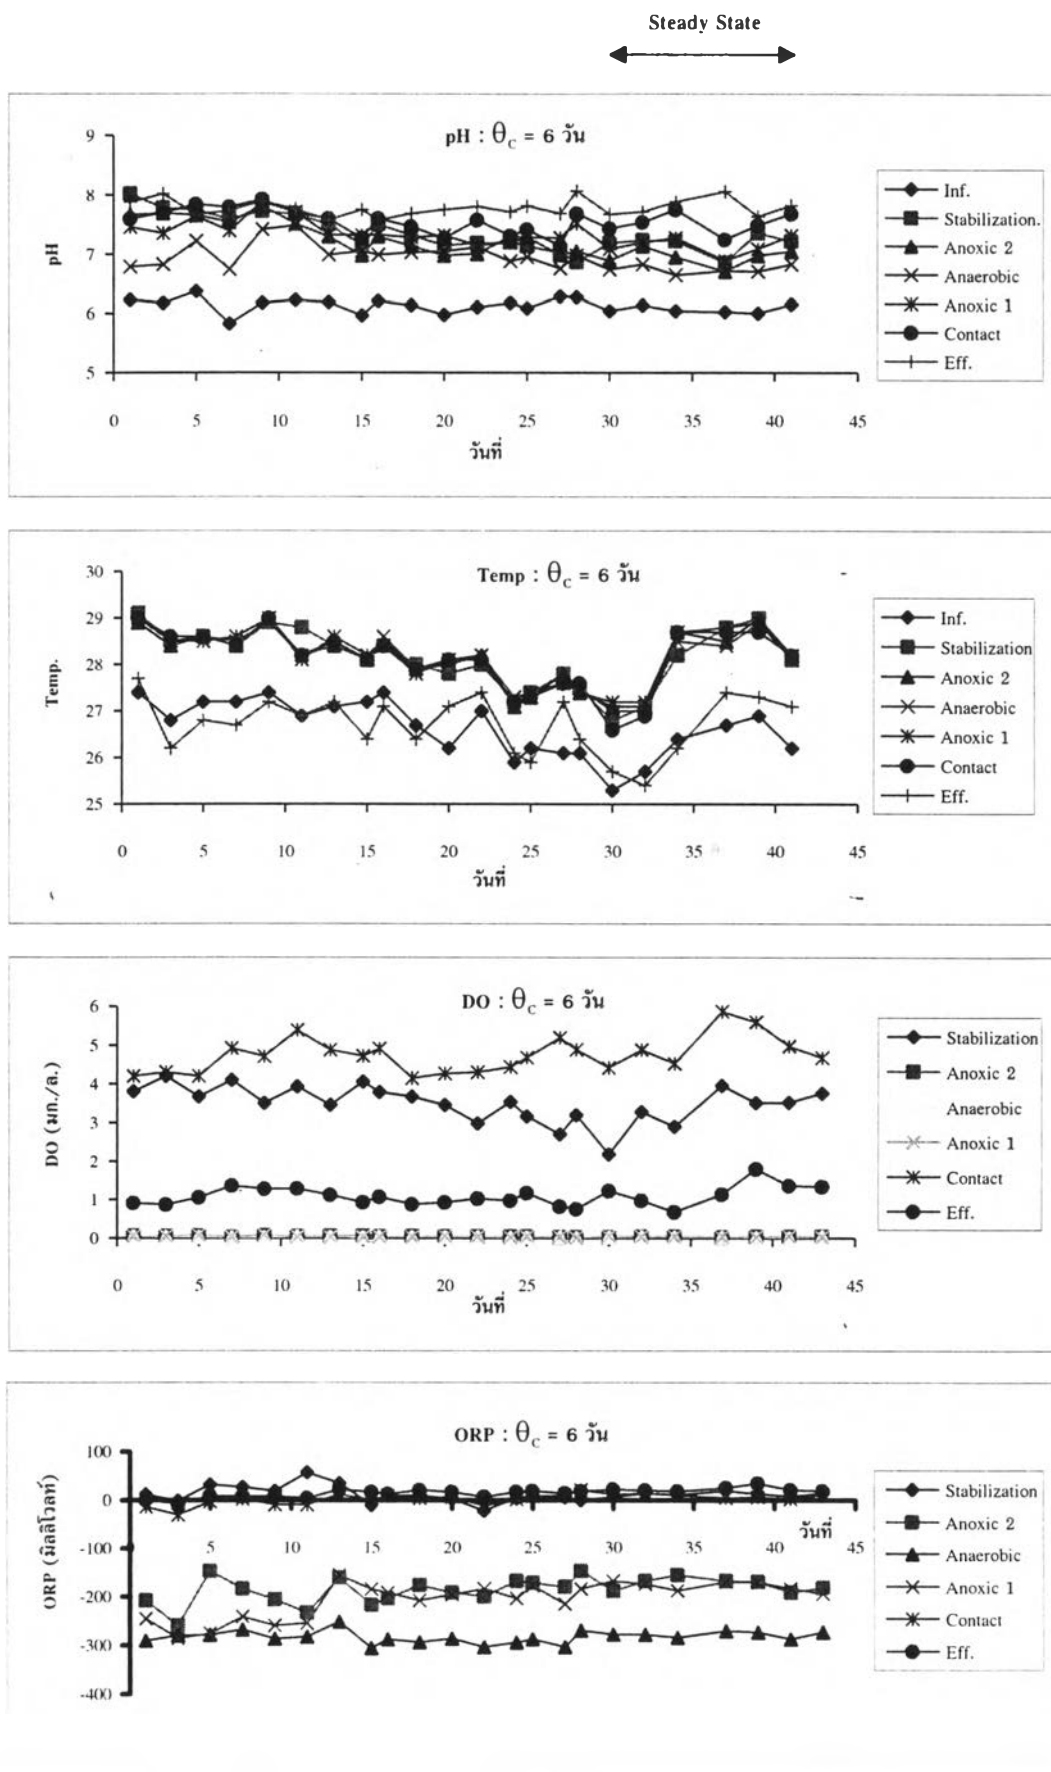 Steady State
pH : θc = 6 วัน
9
8
7
6
5
pH
0 5 10 15 20 25 30 35 40 45
วันที่
Inf.
Stabilization.
Anoxic 2
Anaerobic
Anoxic 1
Contact
Eff.
Temp : θc = 6 วัน
30
29
28
27
26
25
Temp.
0 5 10 15 20 25 30 35 40 45
วันที่
Inf.
Stabilization
Anoxic 2
Anaerobic
Anoxic 1
Contact
Eff.
DO : θc = 6 วัน
6
5
4
3
2
1
0
DO (มก./ล.)
0 5 10 15 20 25 30 35 40 45
วันที่
Stabilization
Anoxic 2
Anaerobic
Anoxic 1
Contact
Eff.
ORP : θc = 6 วัน
100
0
-100
-200
-300
-400
ORP (มิลลิโวลท์)
วันที่
5 10 15 20 25 30 35 40 45
Stabilization
Anoxic 2
Anaerobic
Anoxic 1
Contact
Eff.